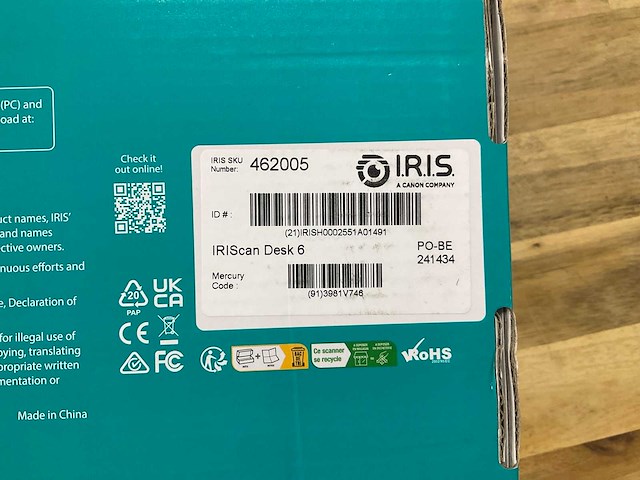 (PC) and
oad at:
Check it
out online!
uct names, IRIS'
and names
ective owners.
nuous efforts and
e, Declaration of
for illegal use of
oying, translating
propriate written
mentation or
Made in China
IRIS SKU
Number: 462005
I.R.I.S.
A CANON COMPANY
ID # :
(21)IRISH0002551A01491
IRIScan Desk 6
PO-BE
241434
Mercury
Code :
(91)3981V746
20
PAP
UK
CA
CE
FC
Ce scanner
se recycle
RoHS